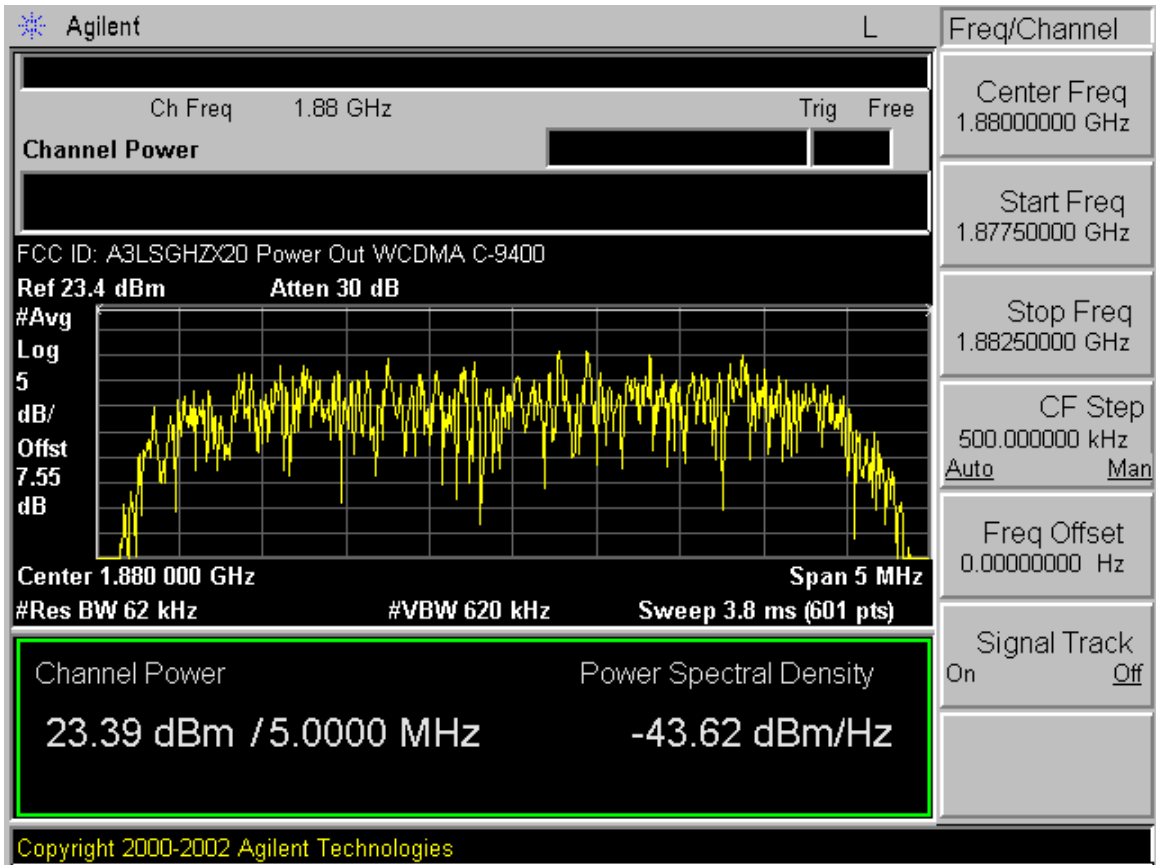 Agilent L
Ch Freq 1.88 GHz Trig Free
Channel Power
FCC ID: A3LSGHZX20 Power Out WCDMA C-9400
Ref 23.4 dBm Atten 30 dB
#Avg
Log
5
dB/
Offst
7.55
dB
Center 1.880 000 GHz Span 5 MHz
#Res BW 62 kHz #VBW 620 kHz Sweep 3.8 ms (601 pts)
Channel Power Power Spectral Density
23.39 dBm / 5.0000 MHz -43.62 dBm/Hz
Copyright 2000-2002 Agilent Technologies
Freq/Channel
Center Freq
1.88000000 GHz
Start Freq
1.87750000 GHz
Stop Freq
1.88250000 GHz
CF Step
500.000000 kHz
Auto Man
Freq Offset
0.00000000 Hz
Signal Track
On Off